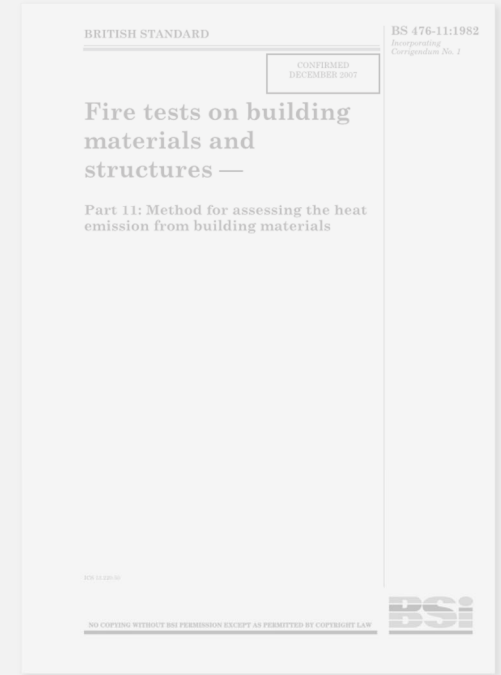 BRITISH STANDARD
BS 476-11:1982
Incorporating
Corrigendum No. 1
CONFIRMED
DECEMBER 2007
Fire tests on building
materials and
structures —
Part 11: Method for assessing the heat
emission from building materials
NO COPYING WITHOUT BSI PERMISSION EXCEPT AS PERMITTED BY COPYRIGHT LAW
BSi